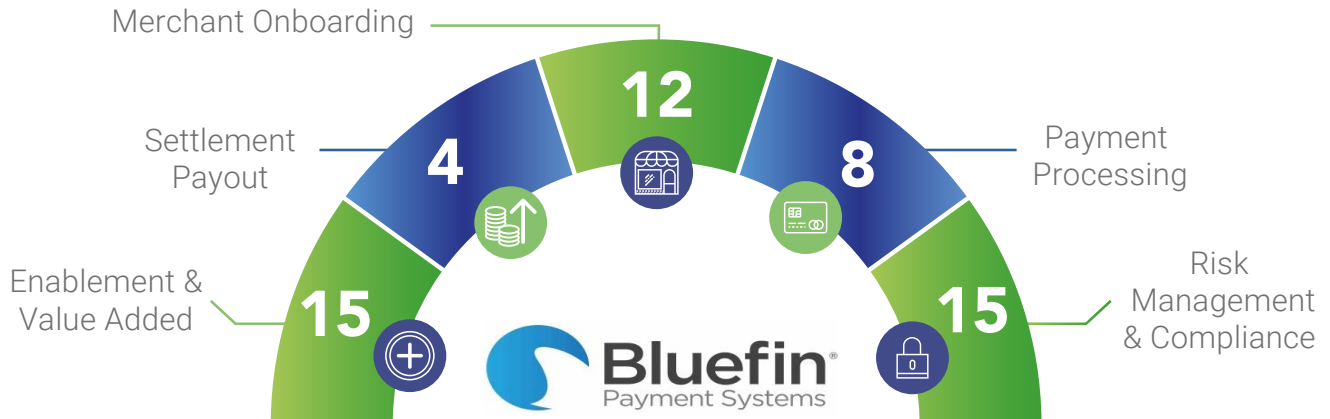 Merchant Onboarding
12
Settlement
Payout
4
8
Payment
Processing
Enablement &
Value Added
15
15
Risk
Management
& Compliance
0
Bluefin®
Payment Systems